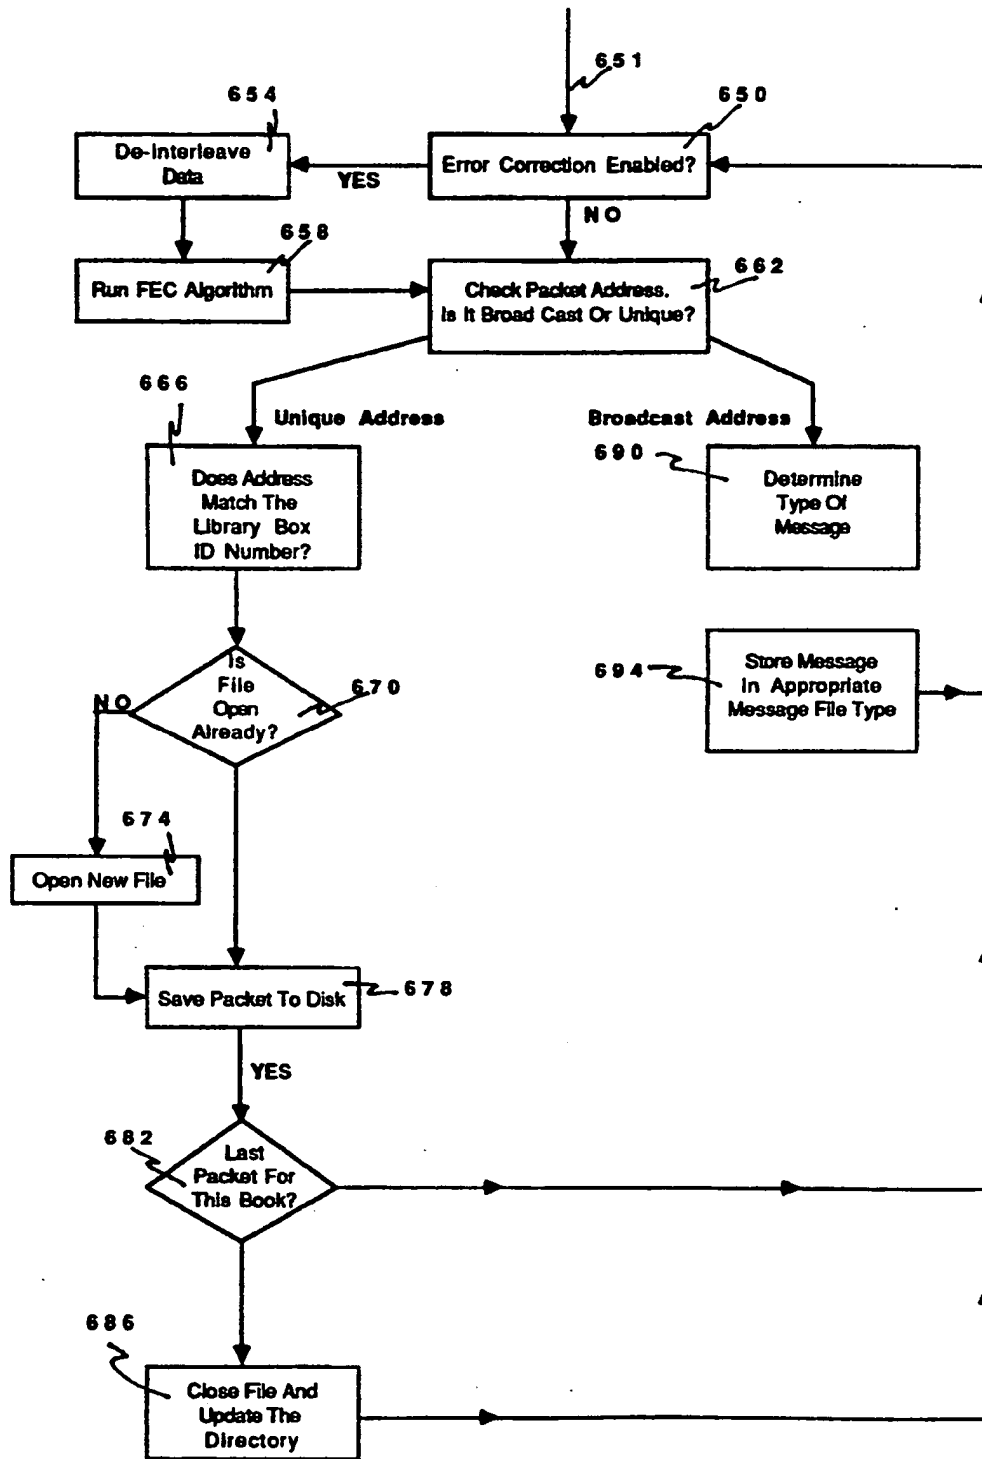 651
654
650
De-Interleave
Data
YES
Error Correction Enabled?
NO
658
662
Run FEC Algorithm
Check Packet Address.
Is It Broad Cast Or Unique?
666
Unique Address
Broadcast Address
690
Does Address
Match The
Library Box
ID Number?
Determine
Type Of
Message
Is
File
Open
Already?
670
NO
694
Store Message
In Appropriate
Message File Type
674
Open New File
Save Packet To Disk
678
YES
682
Last
Packet For
This Book?
686
Close File And
Update The
Directory